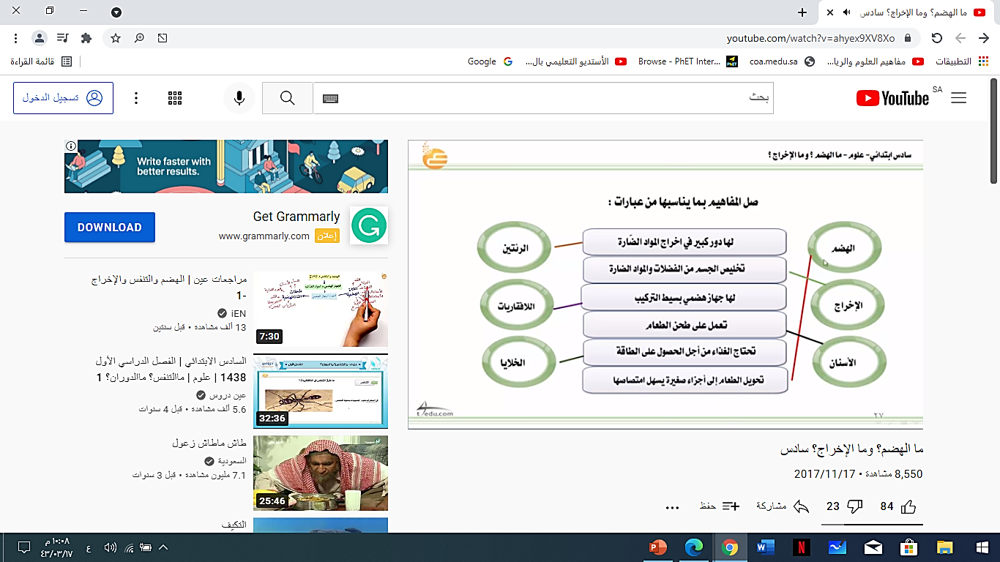 ما الهضم؟ وما الإخراج؟ سادس
youtube.com/watch?v=ahyex9XV8Xo
التطبيقات
مفاهيم العلوم والريا...
coa.medu.sa
Browse - PhET Inter...
الأستديو التعليمي بال...
Google
قائمة القراءة
YouTube SA
بحث
تسجيل الدخول
سادس ابتدائي- علوم - ما الهضم ؟ وما الإخراج ؟
صل المفاهيم بما يناسبها من عبارات :
الهضم
الإخراج
الأسنان
لها دور كبير في اخراج المواد الضّارة
تخليص الجسم من الفضلات والمواد الضارة
لها جهاز هضمي بسيط التركيب
تعمل على طحن الطعام
تحتاج الغذاء من أجل الحصول على الطاقة
تحويل الطعام إلى أجزاء صغيرة يسهل امتصاصها
الرئتين
اللافقاريات
الخلايا
t4edu.com
٢٧
ما الهضم؟ وما الإخراج؟ سادس
8,550 مشاهدة • 2017/11/17
84
23
مشاركة
حفظ
Write faster with
better results.
Get Grammarly
إعلان www.grammarly.com
DOWNLOAD
مراجعات عين | الهضم والتنفس والإخراج
-1
iEN
13 ألف مشاهدة • قبل سنتين
7:30
السادس الابتدائي | الفصل الدراسي الأول
1438 | علوم | ماالتنفس؟ ماالدوران؟ 1
عين دروس
5.6 ألف مشاهدة • قبل 4 سنوات
32:36
طاش ماطاش زعول
السعودية
7.1 مليون مشاهدة • قبل 3 سنوات
25:46
التكيف
ع
١٠:٠٨ م
٤٣/٠٣/١٧